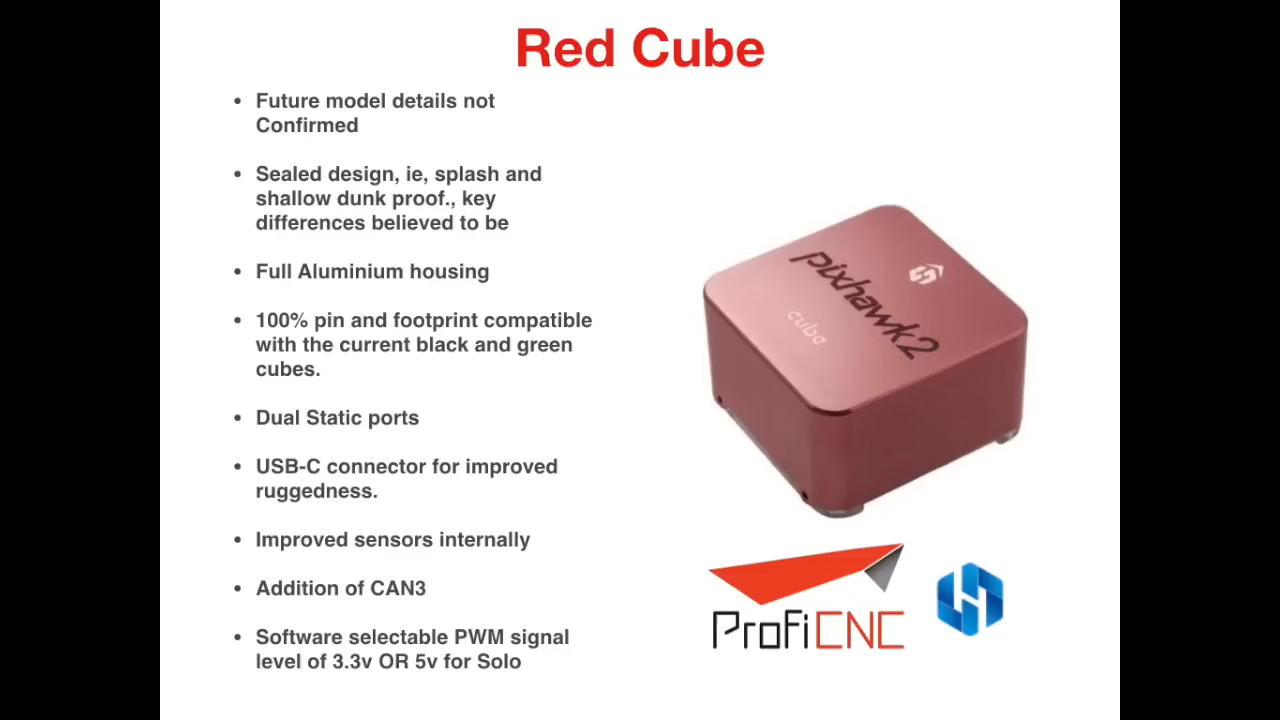 Red Cube
• Future model details not
Confirmed
• Sealed design, ie, splash and
shallow dunk proof., key
differences believed to be
• Full Aluminium housing
• 100% pin and footprint compatible
with the current black and green
cubes.
• Dual Static ports
• USB-C connector for improved
ruggedness.
• Improved sensors internally
• Addition of CAN3
• Software selectable PWM signal
level of 3.3v OR 5v for Solo
pixhawk2
cube
ProfiCNC